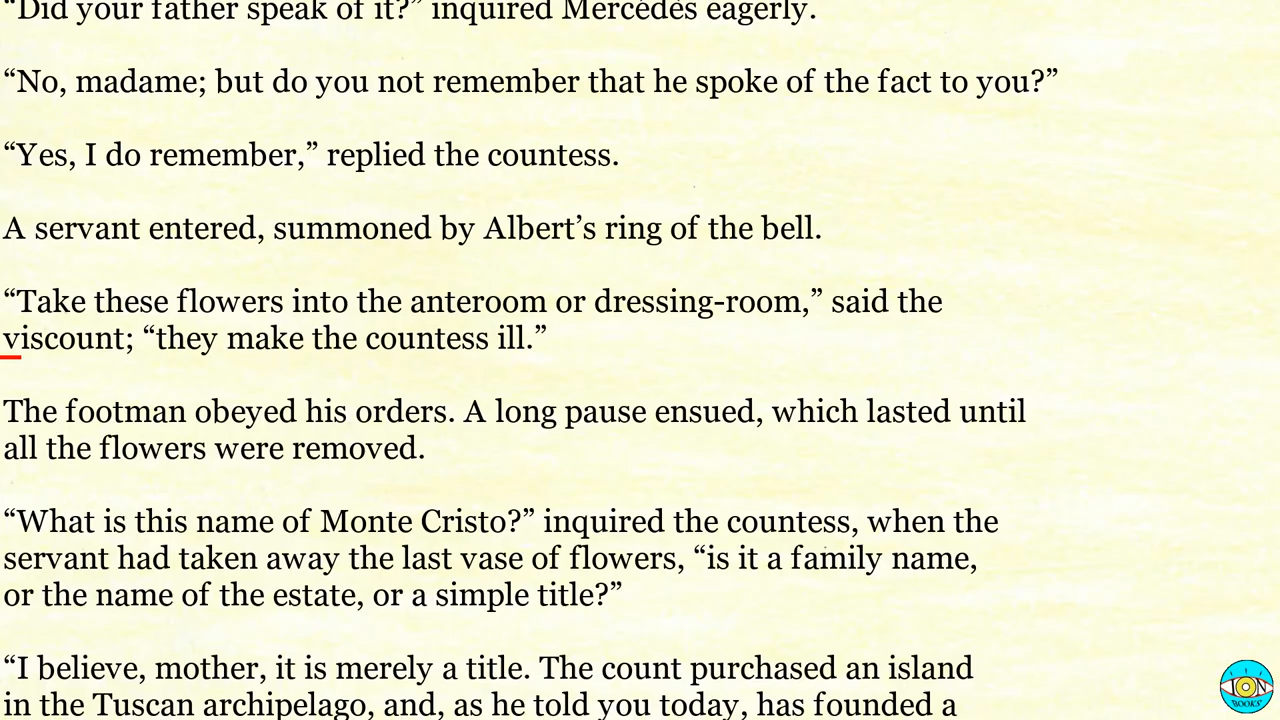 “Did your father speak of it?” inquired Mercédès eagerly.
“No, madame; but do you not remember that he spoke of the fact to you?”
“Yes, I do remember,” replied the countess.
A servant entered, summoned by Albert’s ring of the bell.
“Take these flowers into the anteroom or dressing-room,” said the
viscount; “they make the countess ill.”
The footman obeyed his orders. A long pause ensued, which lasted until
all the flowers were removed.
“What is this name of Monte Cristo?” inquired the countess, when the
servant had taken away the last vase of flowers, “is it a family name,
or the name of the estate, or a simple title?”
“I believe, mother, it is merely a title. The count purchased an island
in the Tuscan archipelago, and, as he told you today, has founded a
ION
BOOKS